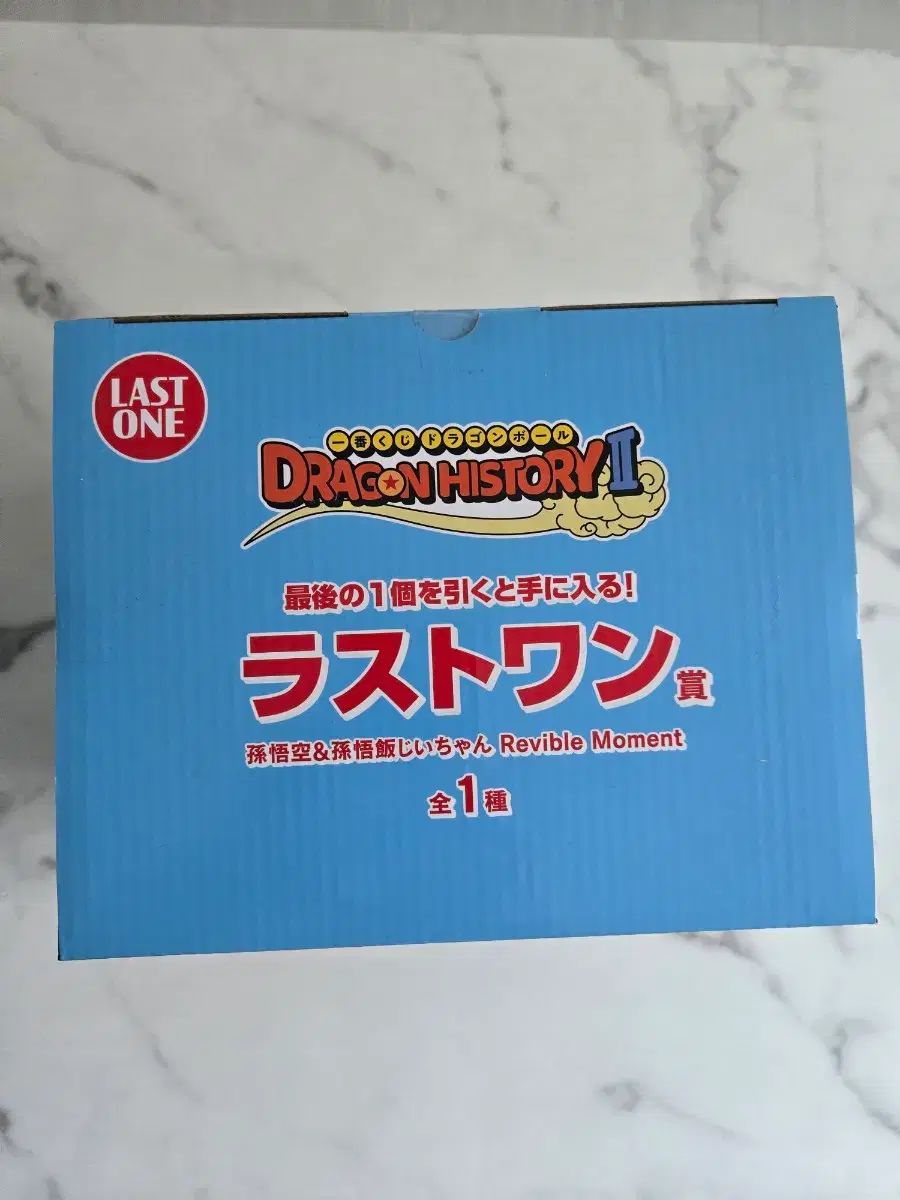 LAST
ONE
一番くじ ドラゴンボール
DRAGON HISTORY II
最後の1個を引くと手に入る!
ラストワン賞
孫悟空&孫悟飯じいちゃん Revible Moment
全1種